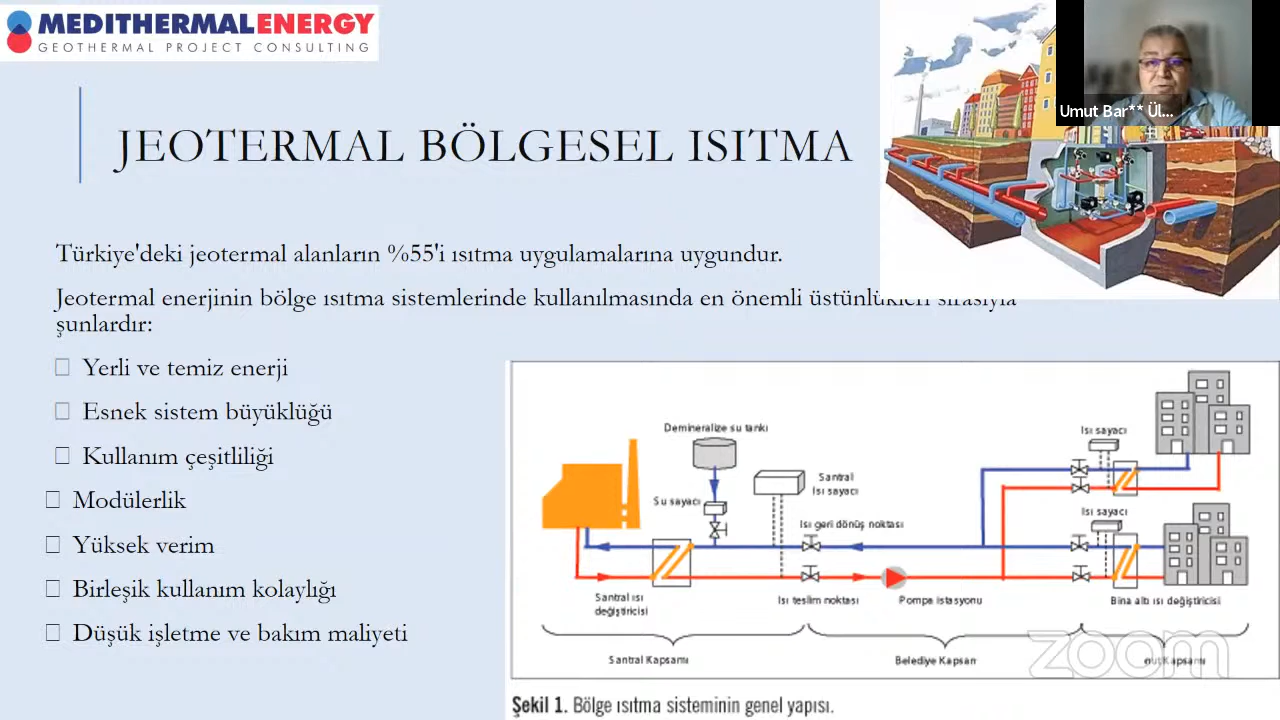 MEDITHERMALENERGY
GEOTHERMAL PROJECT CONSULTING
Umut Bar** Ül...
JEOTERMAL BÖLGESEL ISITMA
Türkiye'deki jeotermal alanların %55'i ısıtma uygulamalarına uygundur.
Jeotermal enerjinin bölge ısıtma sistemlerinde kullanılmasında en önemli üstünlükleri sırasıyla
şunlardır:
Yerli ve temiz enerji
Esnek sistem büyüklüğü
Kullanım çeşitliliği
Modülerlik
Yüksek verim
Birleşik kullanım kolaylığı
Düşük işletme ve bakım maliyeti
Demineralize su tankı
Su sayacı
Santral
ısı sayacı
Isı geri dönüş noktası
Isı sayacı
Isı sayacı
Santral ısı
değiştiricisi
Isı teslim noktası
Pompa istasyonu
Bina altı ısı değiştiricisi
Santral Kapsamı
Belediye Kapsam
Kapsamı
zoom
Şekil 1. Bölge ısıtma sisteminin genel yapısı.